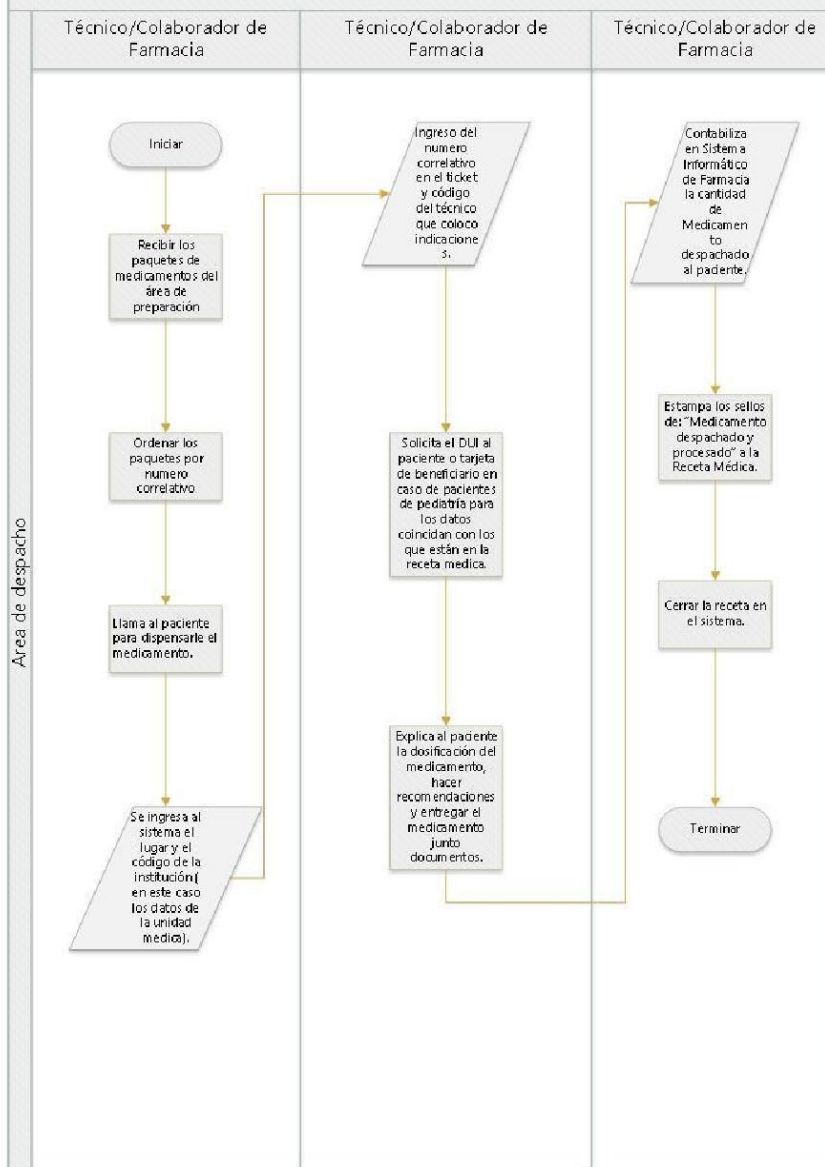 Técnico/Colaborador de
Farmacia
Técnico/Colaborador de
Farmacia
Técnico/Colaborador de
Farmacia
Area de despacho
Iniciar
Recibir los
paquetes de
medicamentos del
área de
preparación
Ordenar los
paquetes por
numero
correlativo
Llama al paciente
para dispensarle el
medicamento.
Se ingresa al
sistema el
lugar y el
código de la
institución(
en este caso
los datos de
la unidad
medica).
Ingreso del
numero
correlativo
en el ticket
y código
del técnico
que coloco
indicacione
s.
Solicita el DUI al
paciente o tarjeta
de beneficiario en
caso de pacientes
de pediatría para
los datos
coincidan con los
que están en la
receta medica.
Explica al paciente
la dosificación del
medicamento,
hacer
recomendaciones
y entregar el
medicamento
junto
documentos.
Contabiliza
en Sistema
Informático
de Farmacia
la cantidad
de
Medicamen
to
despachado
al paciente.
Estampa los sellos
de: "Medicamento
despachado y
procesado" a la
Receta Médica.
Cerrar la receta en
el sistema.
Terminar